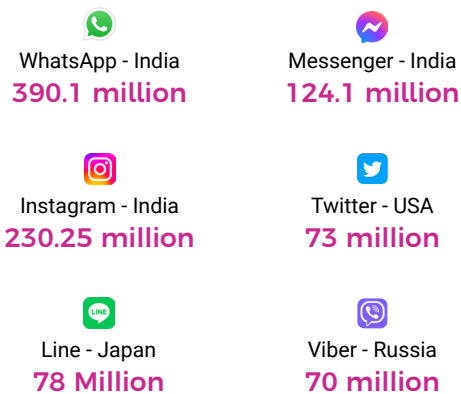 WhatsApp - India
390.1 million
Messenger - India
124.1 million
Instagram - India
230.25 million
Twitter - USA
73 million
LINE
Line - Japan
78 Million
Viber - Russia
70 million